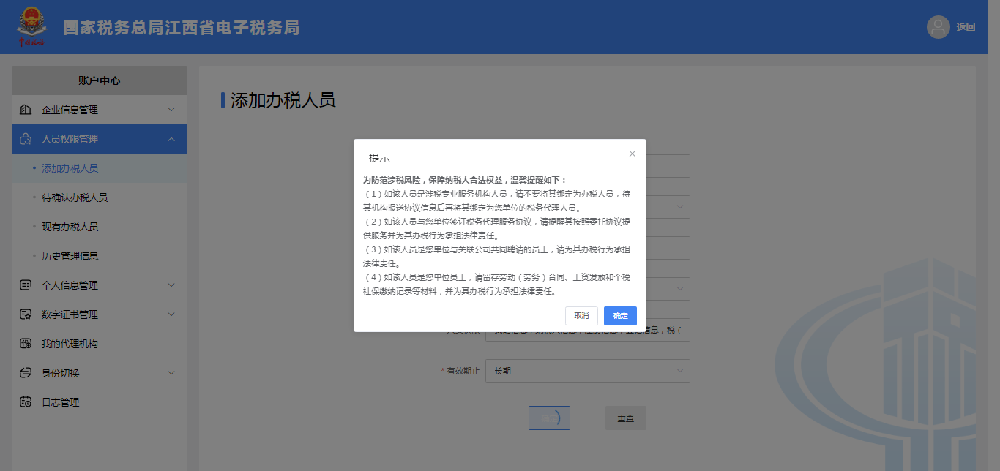 国家税务总局江西省电子税务局
返回
账户中心
企业信息管理
人员权限管理
添加办税人员
待确认办税人员
现有办税人员
历史管理信息
个人信息管理
数字证书管理
我的代理机构
身份切换
日志管理
添加办税人员
提示
为防范涉税风险，保障纳税人合法权益，温馨提醒如下：
（1）如该人员是涉税专业服务机构人员，请不要将其绑定为办税人员，待
其机构报送协议信息后再将其绑定为您单位的税务代理人员。
（2）如该人员与您单位签订税务代理服务协议，请提醒其按照委托协议提
供服务并为其办税行为承担法律责任。
（3）如该人员是您单位与关联公司共同聘请的员工，请为其办税行为承担
法律责任。
（4）如该人员是您单位员工，请留存劳动（劳务）合同、工资发放和个税
社保缴纳记录等材料，并为其办税行为承担法律责任。
取消
确定
*有效期止
长期
重置